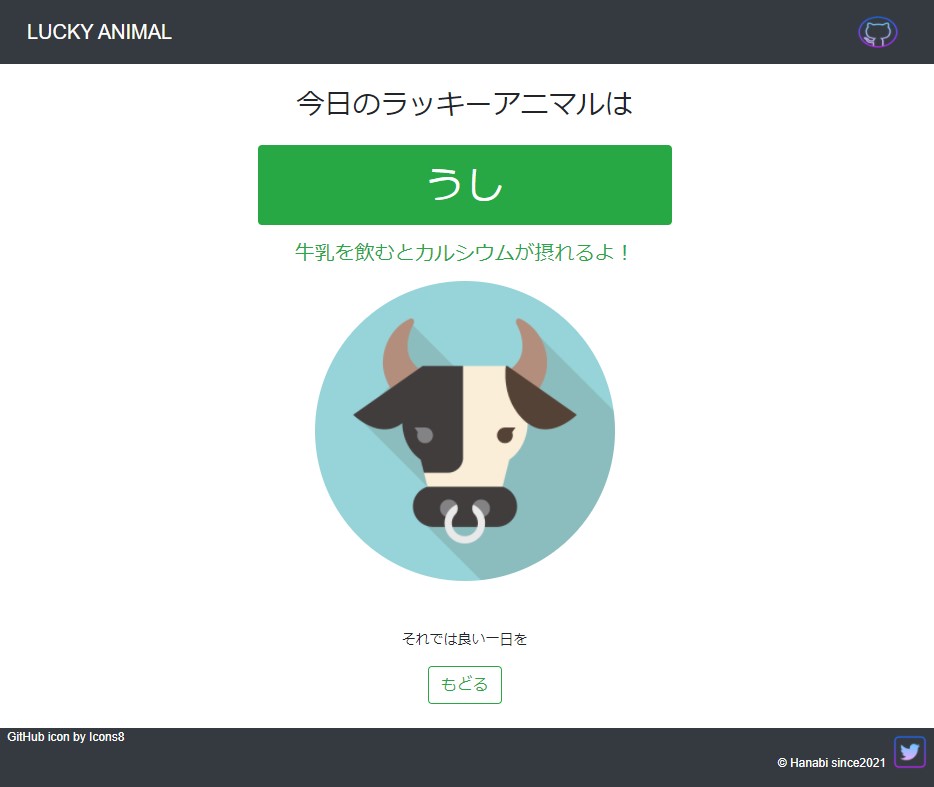 LUCKY ANIMAL
今日のラッキーアニマルは
うし
牛乳を飲むとカルシウムが摂れるよ！
それでは良い一日を
もどる
GitHub icon by Icons8
© Hanabi since2021